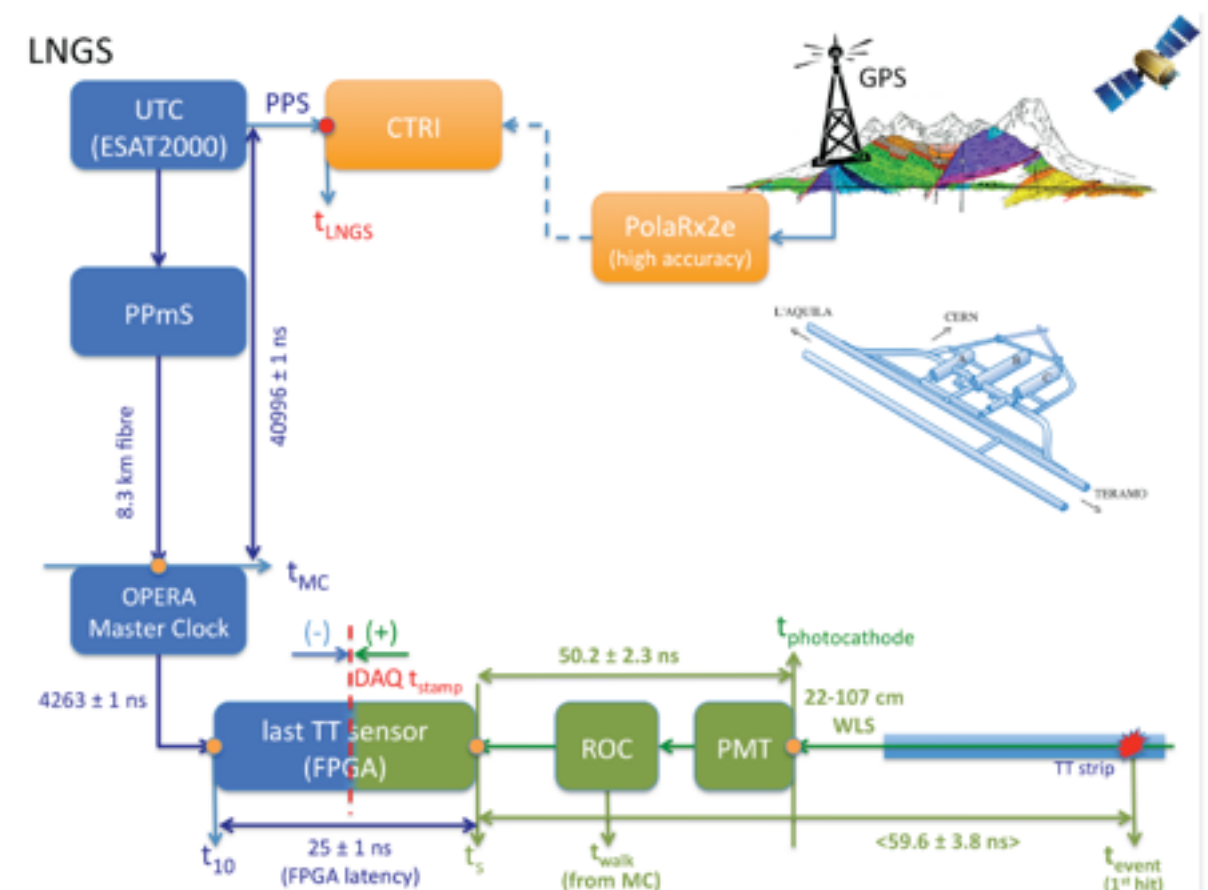 LNGS
UTC
(ESAT2000)
PPS
CTRI
GPS
t_LNGS
PolaRx2e
(high accuracy)
PPmS
40996 ± 1 ns
8.3 km fibre
L'AQUILA
CERN
A
B
C
TERAMO
t_MC
OPERA
Master Clock
(-)
(+)
DAQ t_stamp
4263 ± 1 ns
50.2 ± 2.3 ns
t_photocathode
22-107 cm
WLS
last TT sensor
(FPGA)
ROC
PMT
TT strip
t_10
25 ± 1 ns
(FPGA latency)
t_s
t_walk
(from MC)
<59.6 ± 3.8 ns>
t_event
(1st hit)